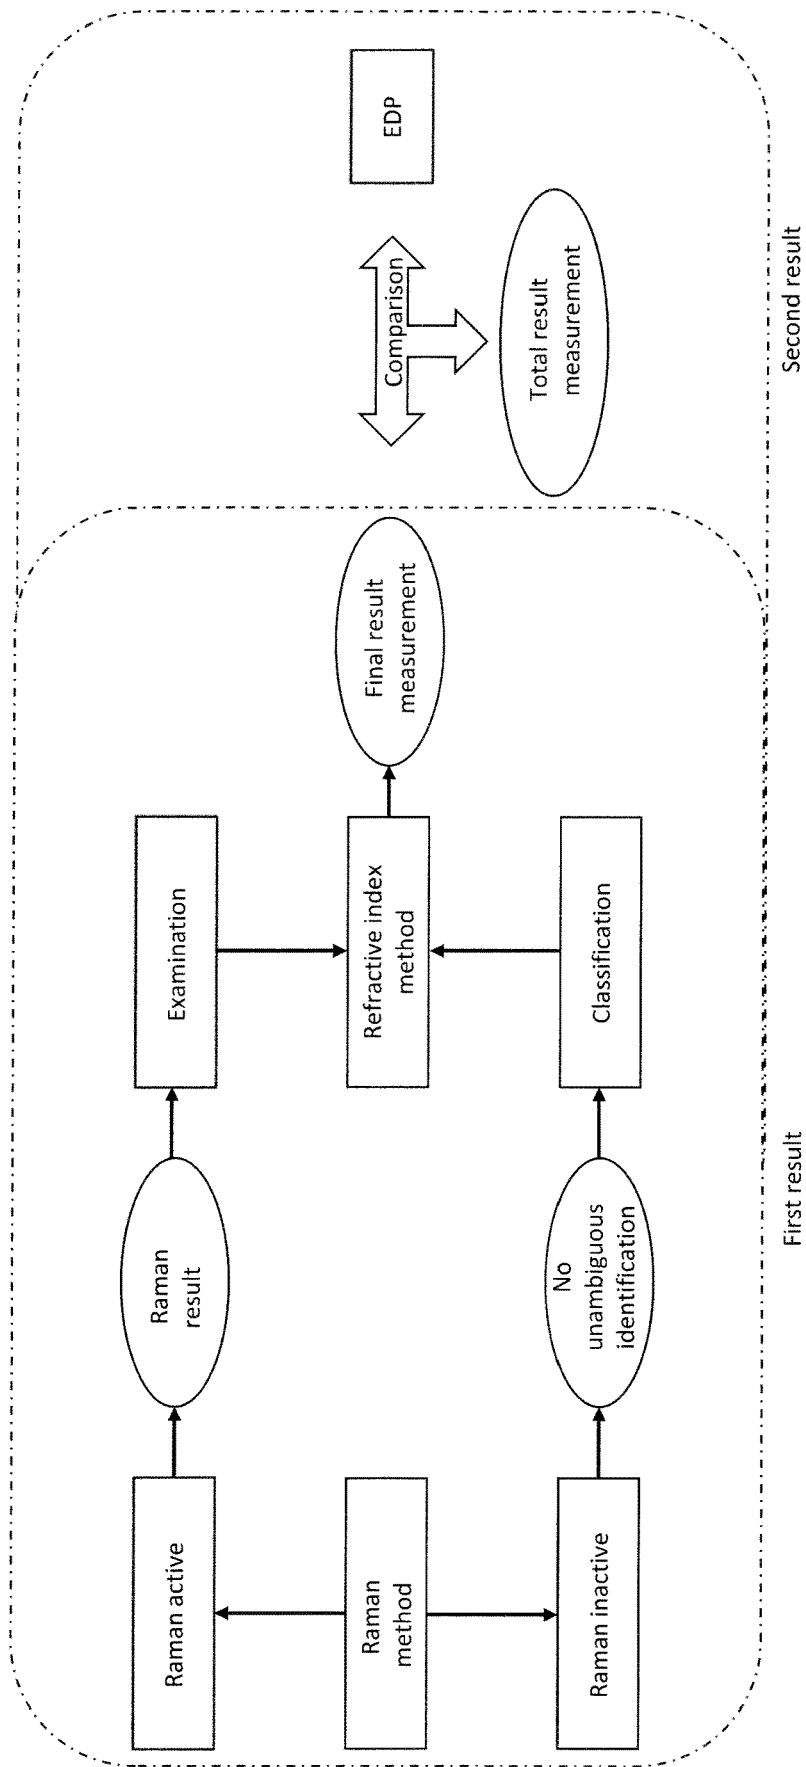 Raman active
Raman
result
Examination
Raman
method
Refractive index
method
Final result
measurement
Comparison
EDP
Raman inactive
No
unambiguous
identification
Classification
Total result
measurement
First result
Second result